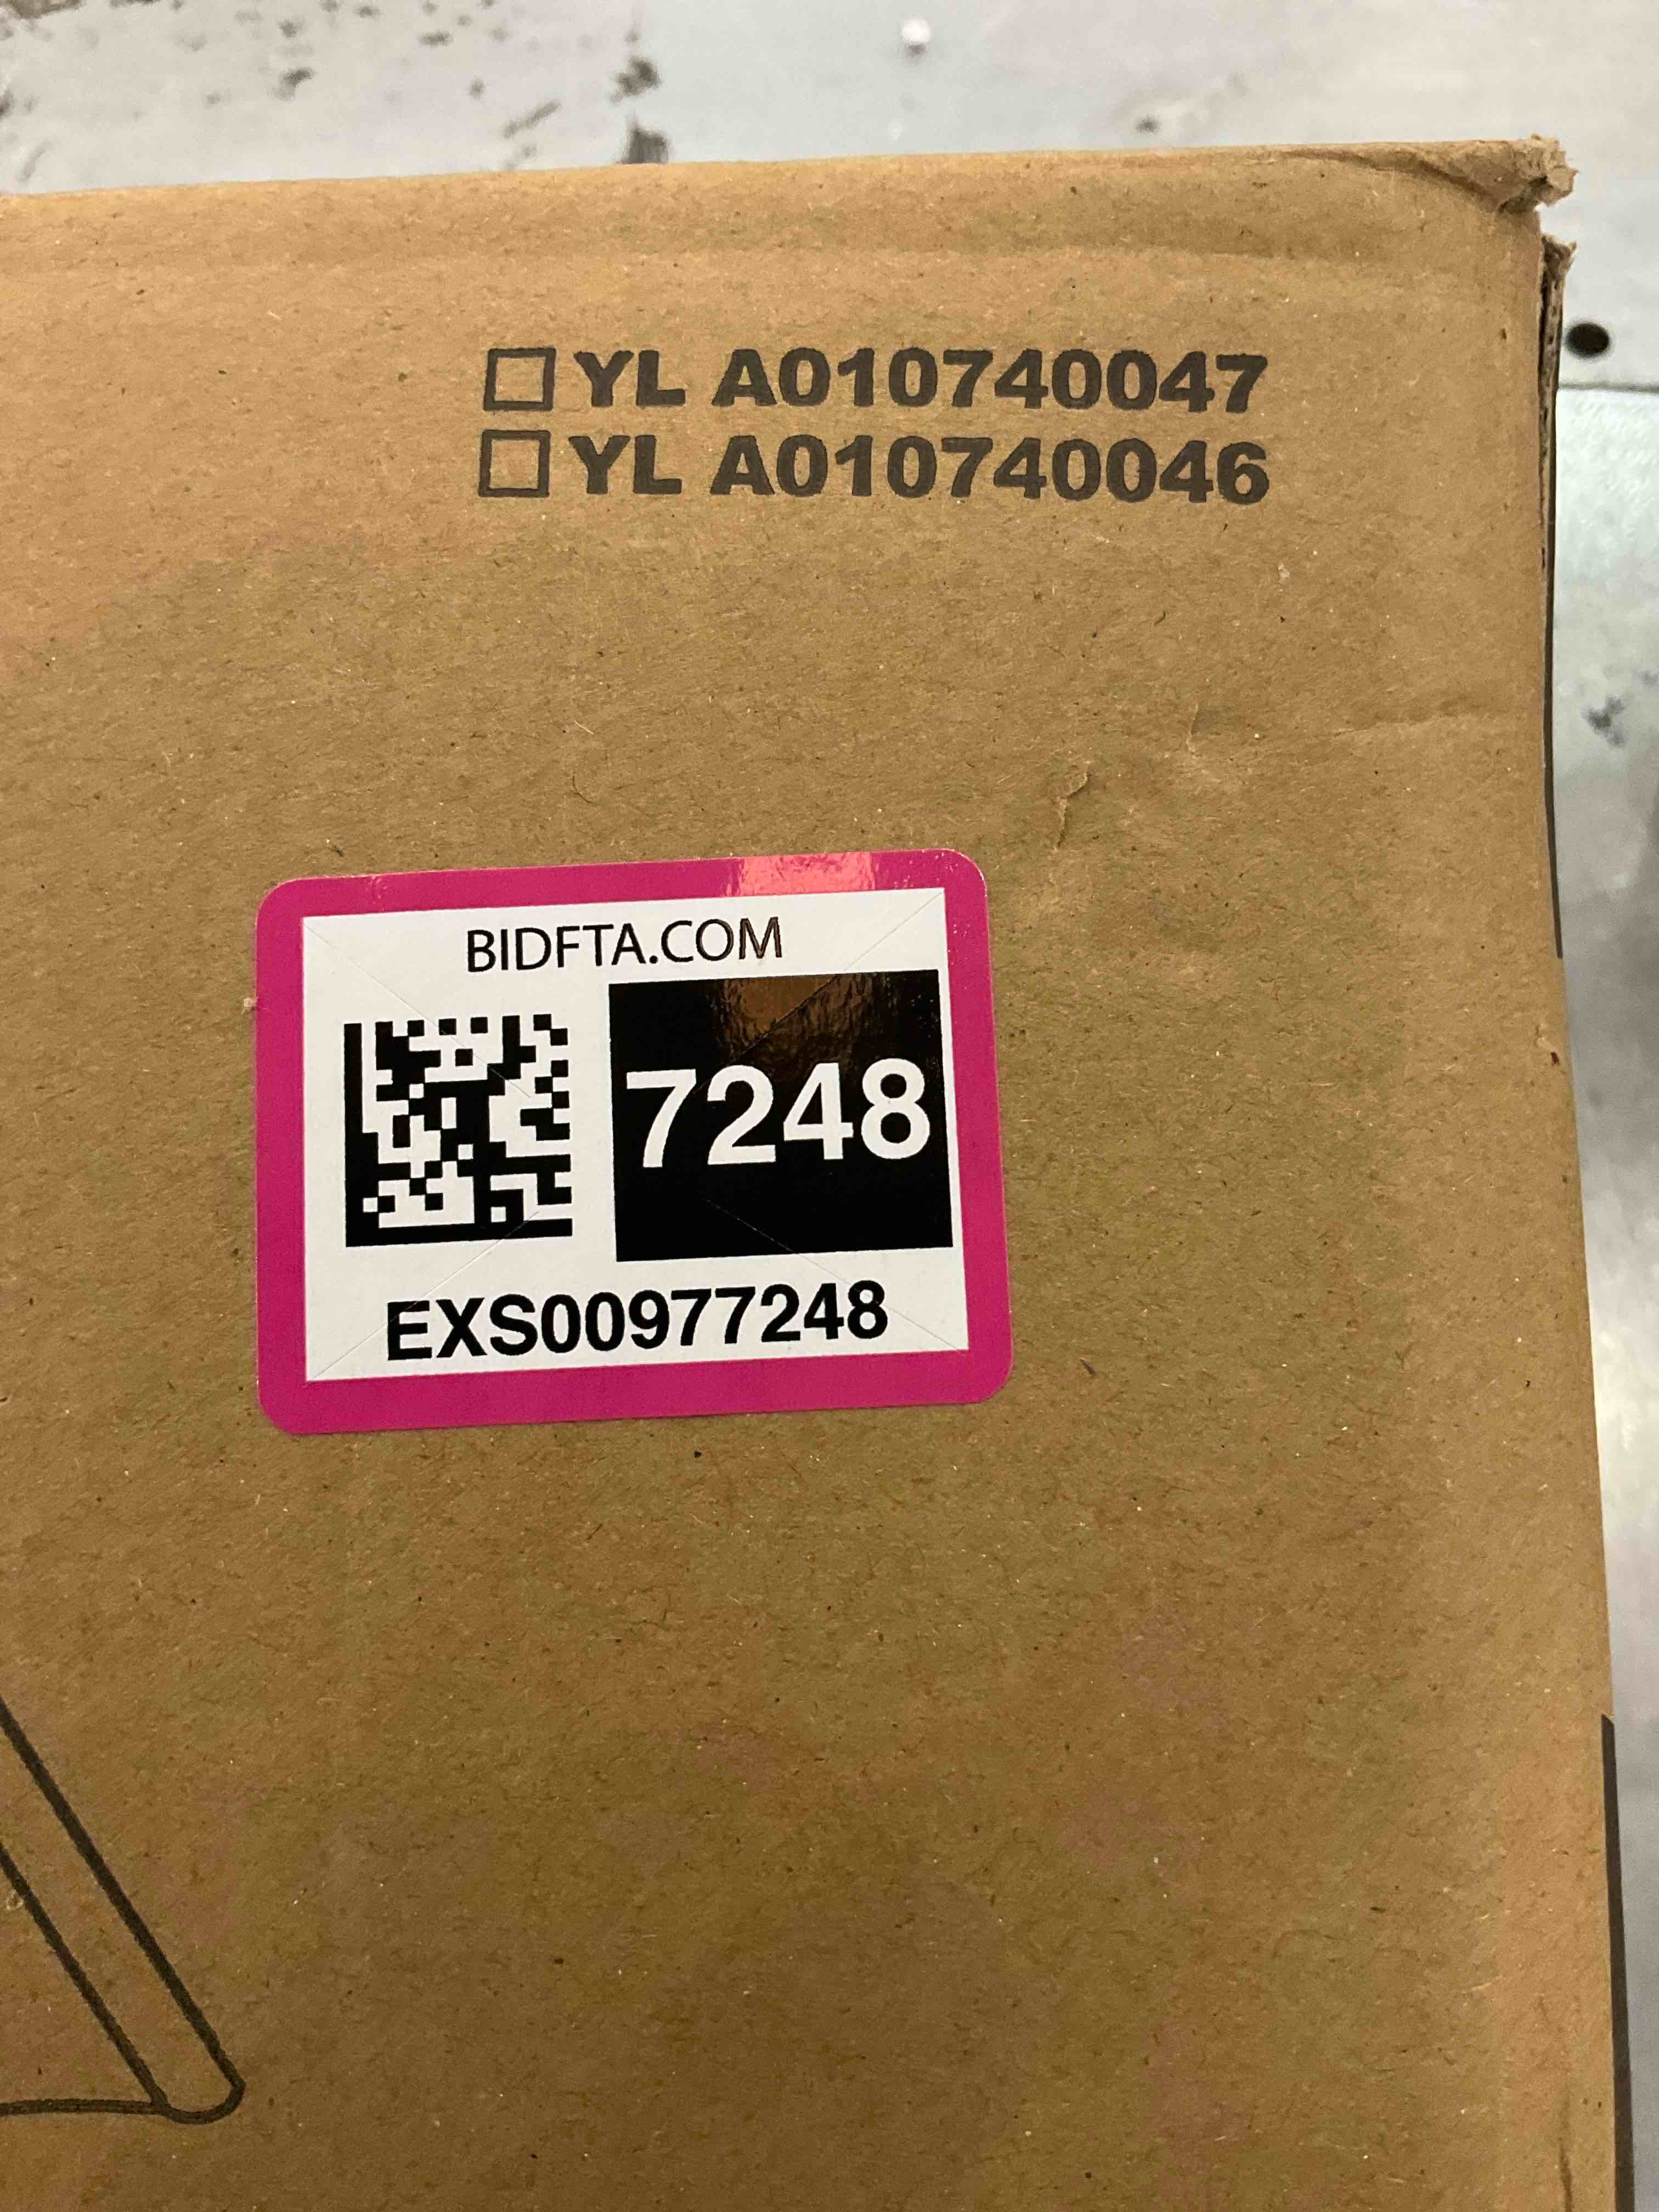 ☐YL A010740047
☐YL A010740046
BIDFTA.COM
7248
EXS00977248